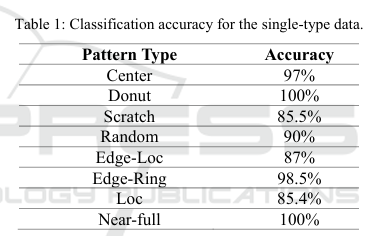 Table 1: Classification accuracy for the single-type data.
Pattern Type Accuracy
Center 97%
Donut 100%
Scratch 85.5%
Random 90%
Edge-Loc 87%
Edge-Ring 98.5%
Loc 85.4%
Near-full 100%